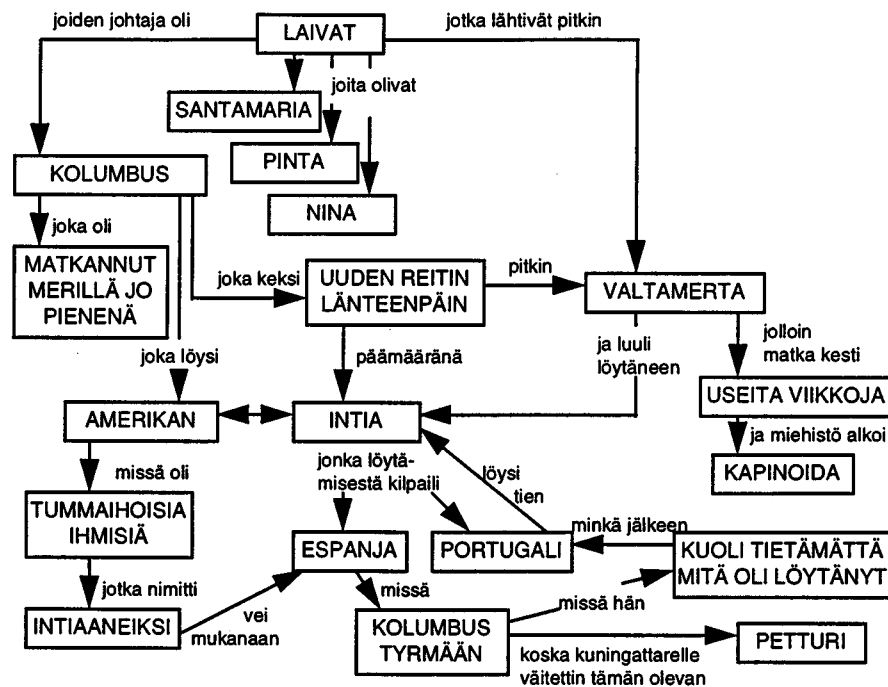 joiden johtaja oli
LAIVAT
jotka lähtivät pitkin
joita olivat
SANTAMARIA
PINTA
NINA
KOLUMBUS
joka oli
MATKANNUT
MERILLÄ JO
PIENENÄ
joka keksi
UUDEN REITIN
LÄNTEENPÄIN
pitkin
VALTAMERTA
joka löysi
päämääränä
ja luuli
löytäneen
jolloin
matka kesti
USEITA VIIKKOJA
AMERIKAN
INTIA
ja miehistö alkoi
KAPINOIDA
missä oli
jonka löytä-
misestä kilpaili
löysi
tien
TUMMAIHOISIA
IHMISIÄ
ESPANJA
PORTUGALI
minkä jälkeen
KUOLI TIETÄMÄTTÄ
MITÄ OLI LÖYTÄNYT
jotka nimitti
INTIAANEIKSI
vei
mukanaan
missä
missä hän
KOLUMBUS
TYRMÄÄN
koska kuningattarelle
väitettin tämän olevan
PETTURI